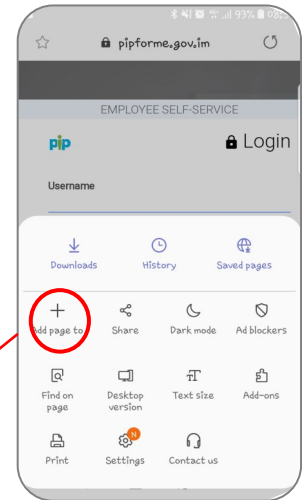 93%
pipforme.gov.im
EMPLOYEE SELF-SERVICE
pip
Login
Username
Downloads History Saved pages
Add page to Share Dark mode Ad blockers
Find on page Desktop version Text size Add-ons
N
Print Settings Contact us